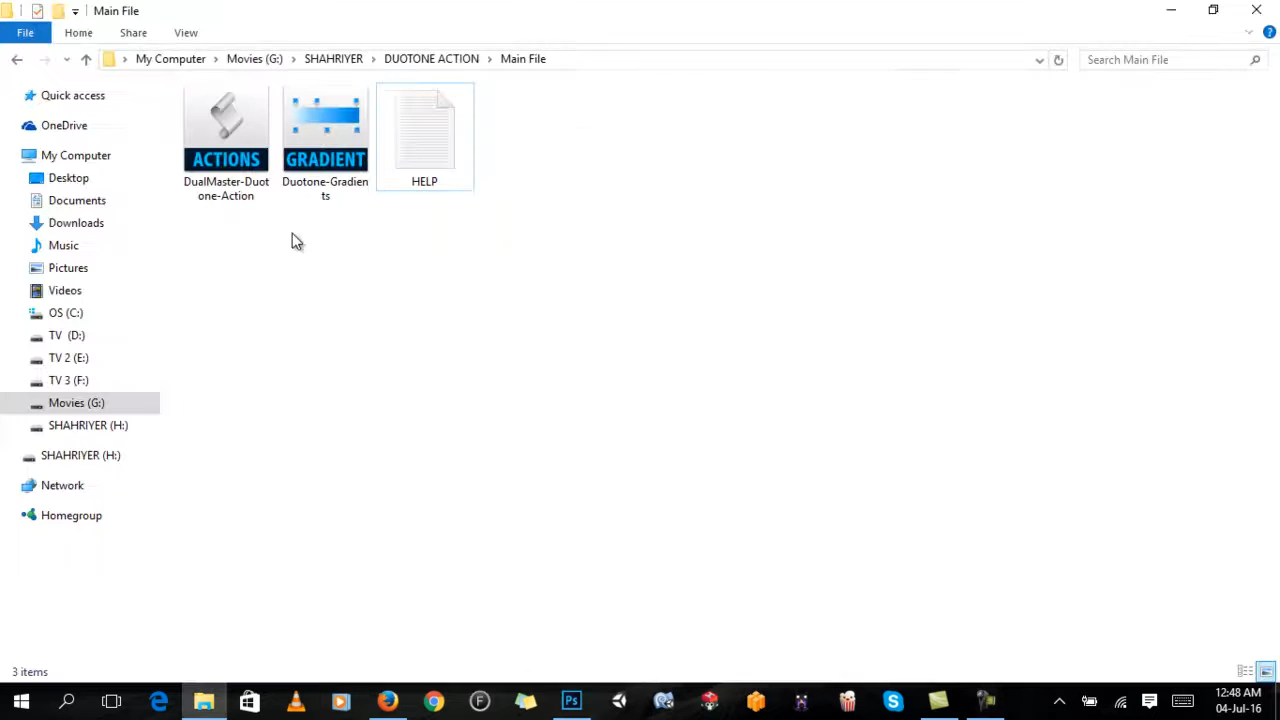 Main File
File Home Share View
My Computer Movies (G:) SHAHRIYER DUOTONE ACTION Main File
Search Main File
Quick access
OneDrive
My Computer
Desktop
Documents
Downloads
Music
Pictures
Videos
OS (C:)
TV (D:)
TV 2 (E:)
TV 3 (F:)
Movies (G:)
SHAHRIYER (H:)
SHAHRIYER (H:)
Network
Homegroup
ACTIONS
DualMaster-Duot
one-Action
GRADIENT
Duotone-Gradien
ts
HELP
3 items
Ps
12:48 AM
04-Jul-16